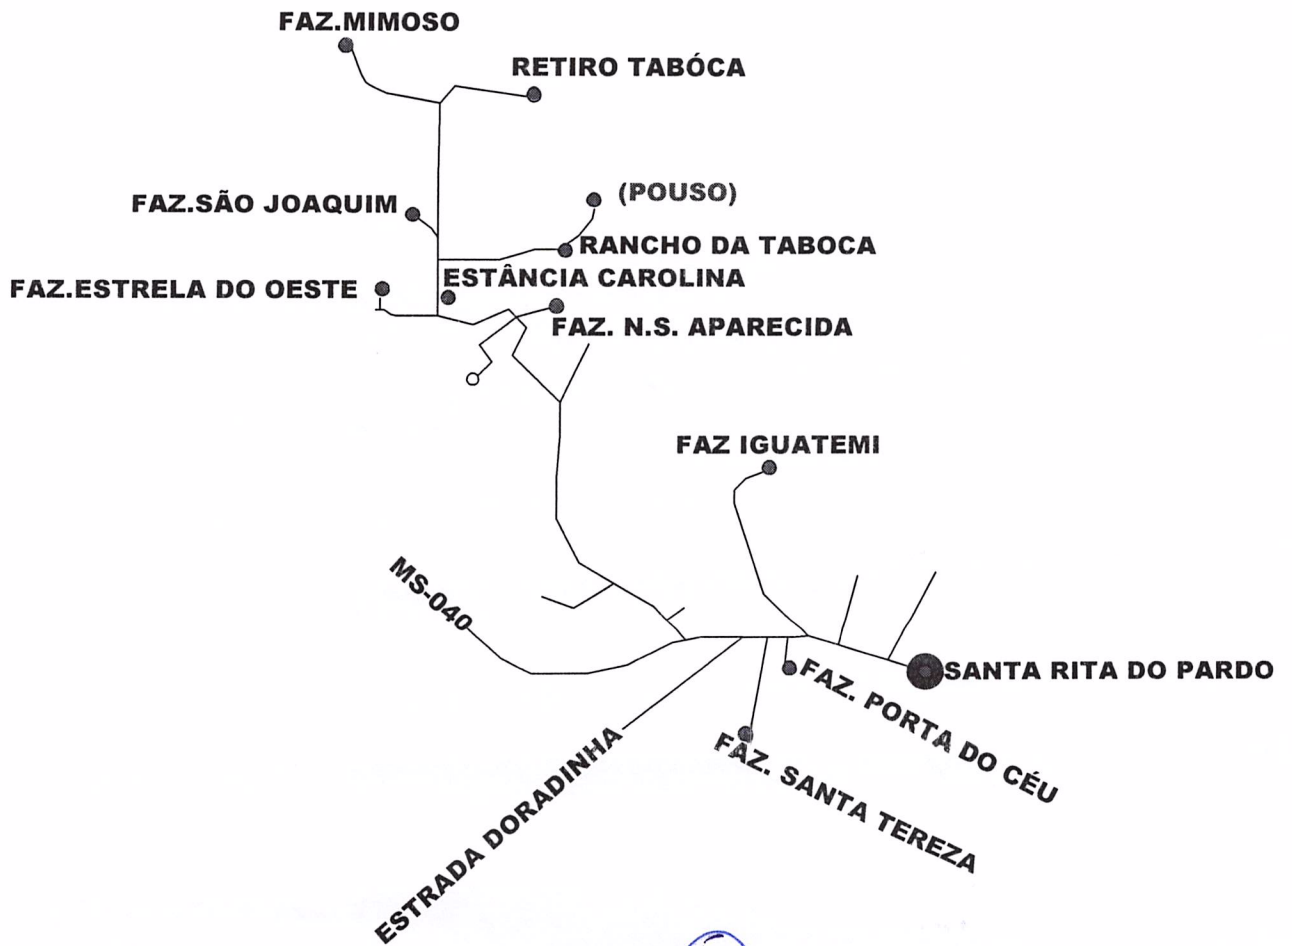 FAZ.MIMOSO
RETIRO TABÓCA
(POUSO)
FAZ.SÃO JOAQUIM
RANCHO DA TABOCA
ESTÂNCIA CAROLINA
FAZ.ESTRELA DO OESTE
FAZ. N.S. APARECIDA
FAZ IGUATEMI
MS-040
SANTA RITA DO PARDO
FAZ. PORTA DO CÉU
FAZ. SANTA TEREZA
ESTRADA DORADINHA